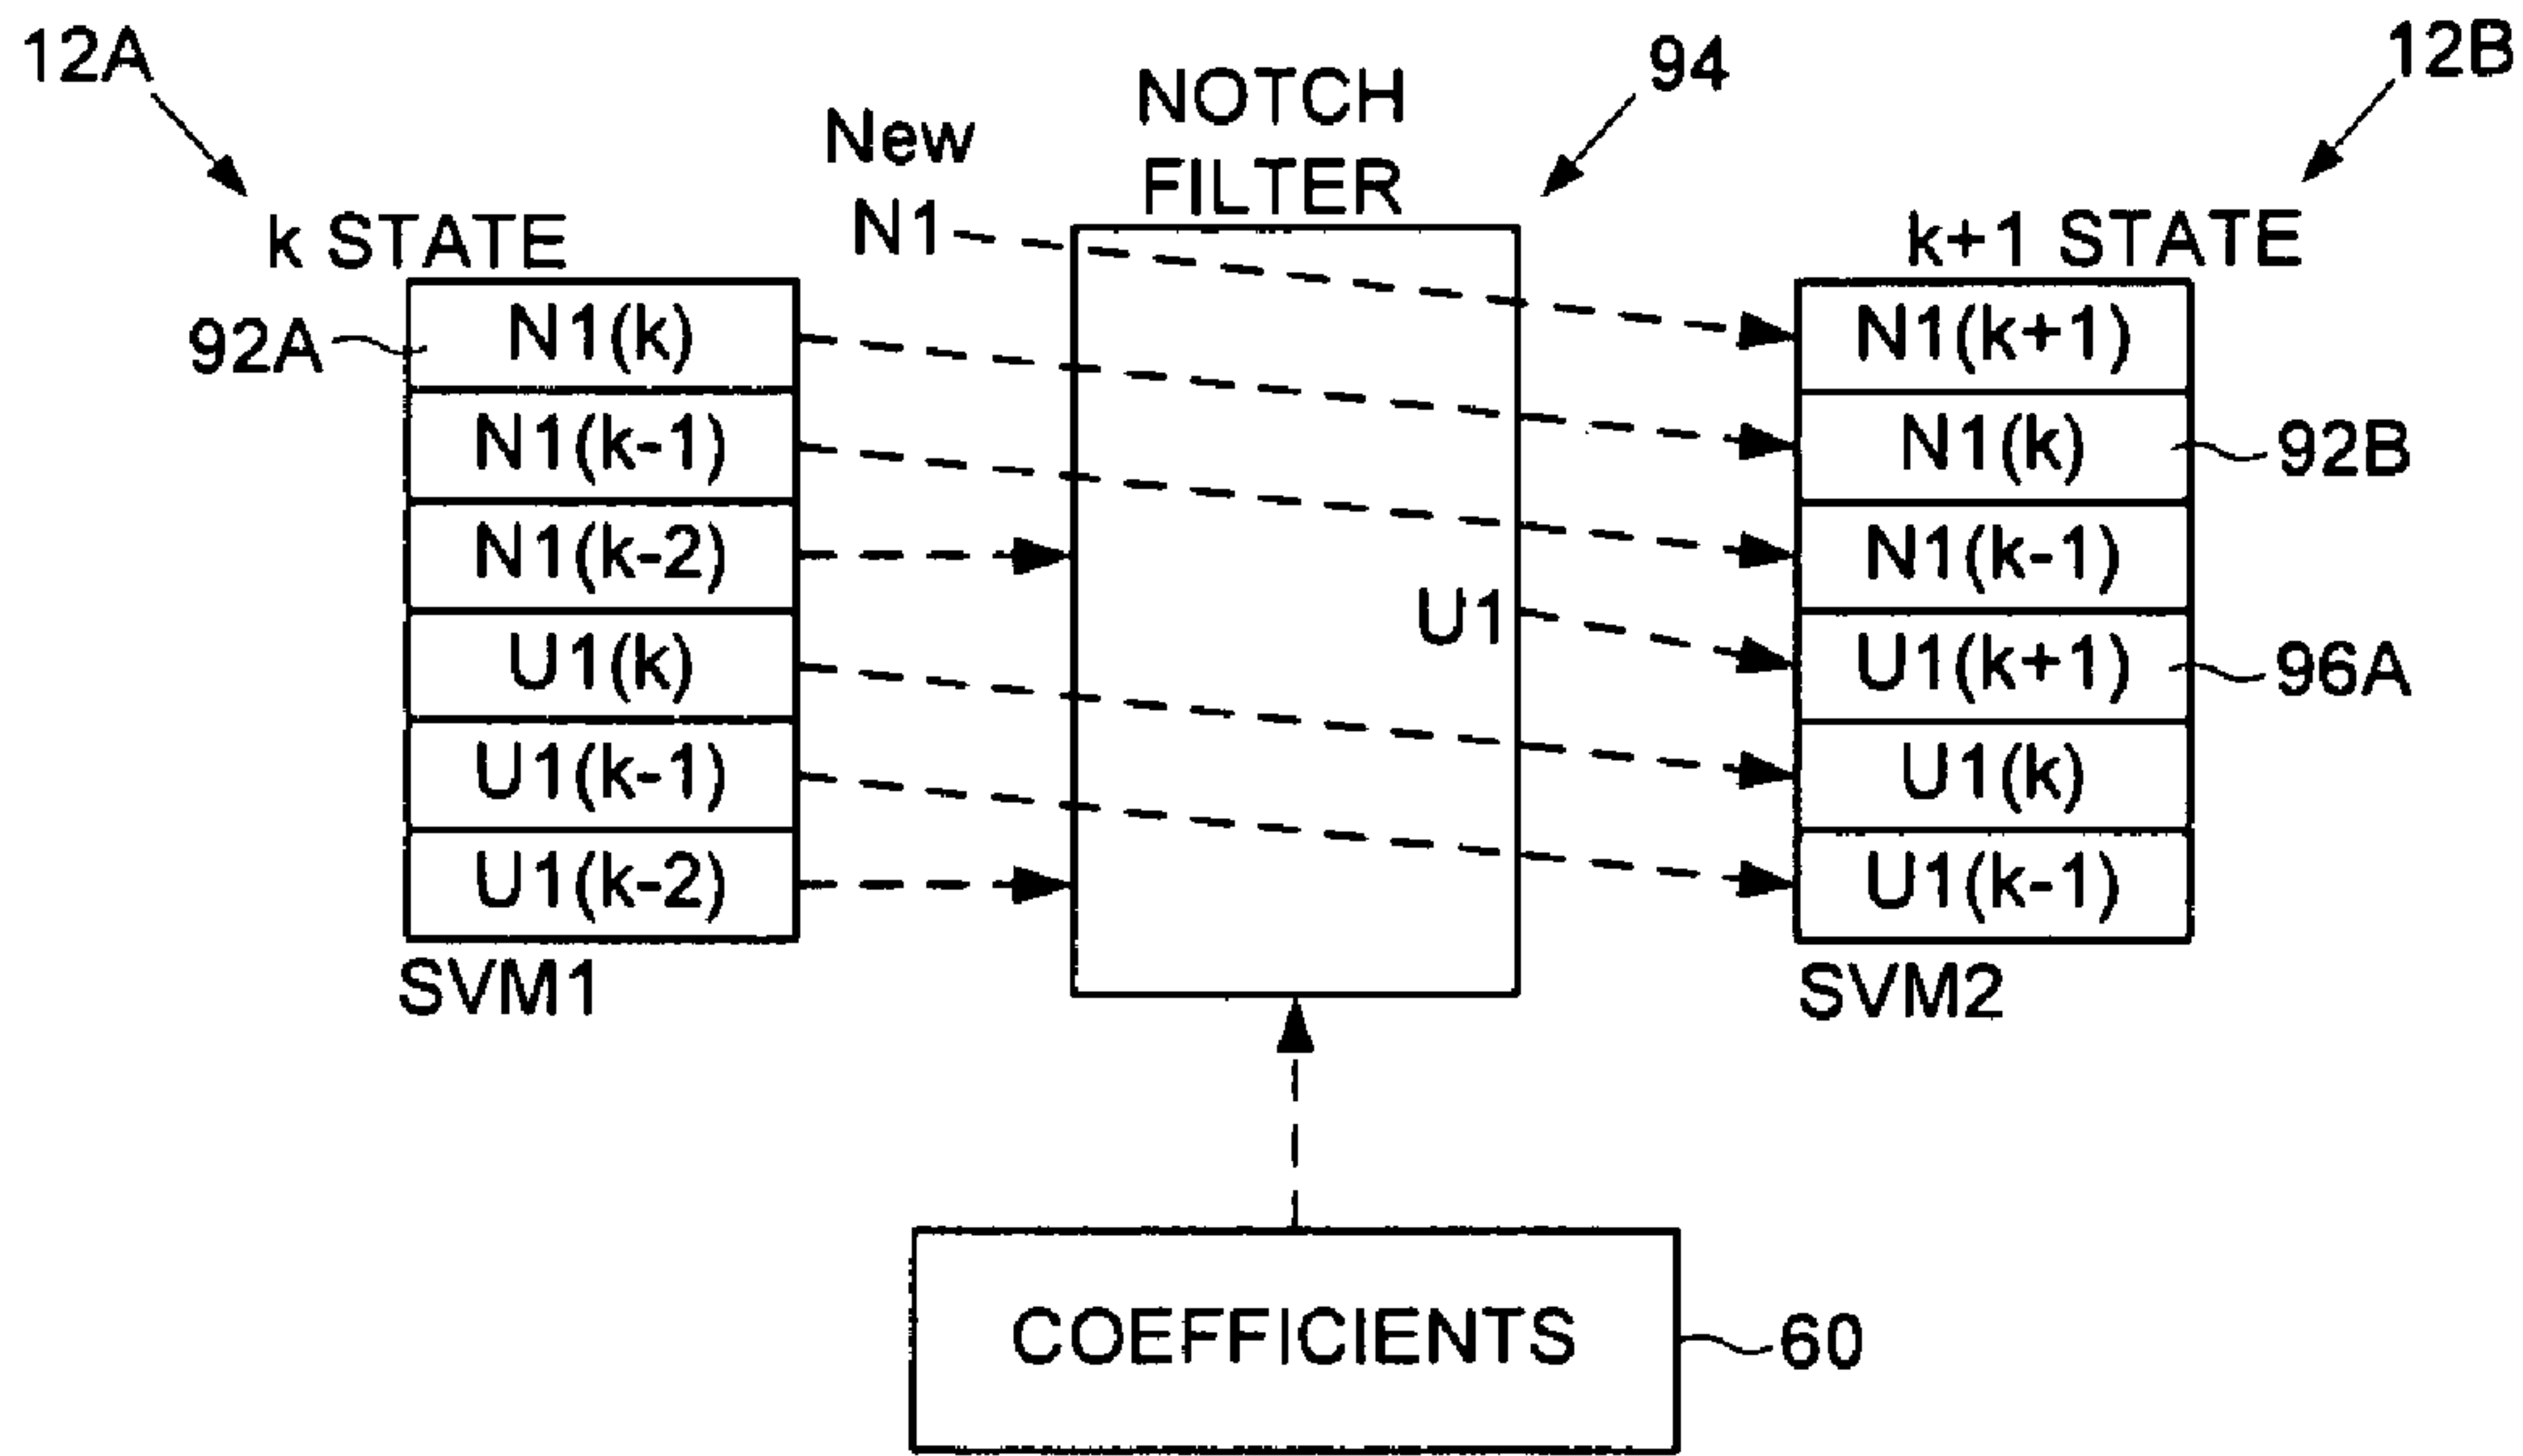 12A
12B
94
NOTCH
FILTER
New
N1
k STATE
k+1 STATE
92A
N1(k)
N1(k-1)
N1(k-2)
U1(k)
U1(k-1)
U1(k-2)
SVM1
U1
N1(k+1)
N1(k)
92B
N1(k-1)
U1(k+1)
96A
U1(k)
U1(k-1)
SVM2
COEFFICIENTS
60